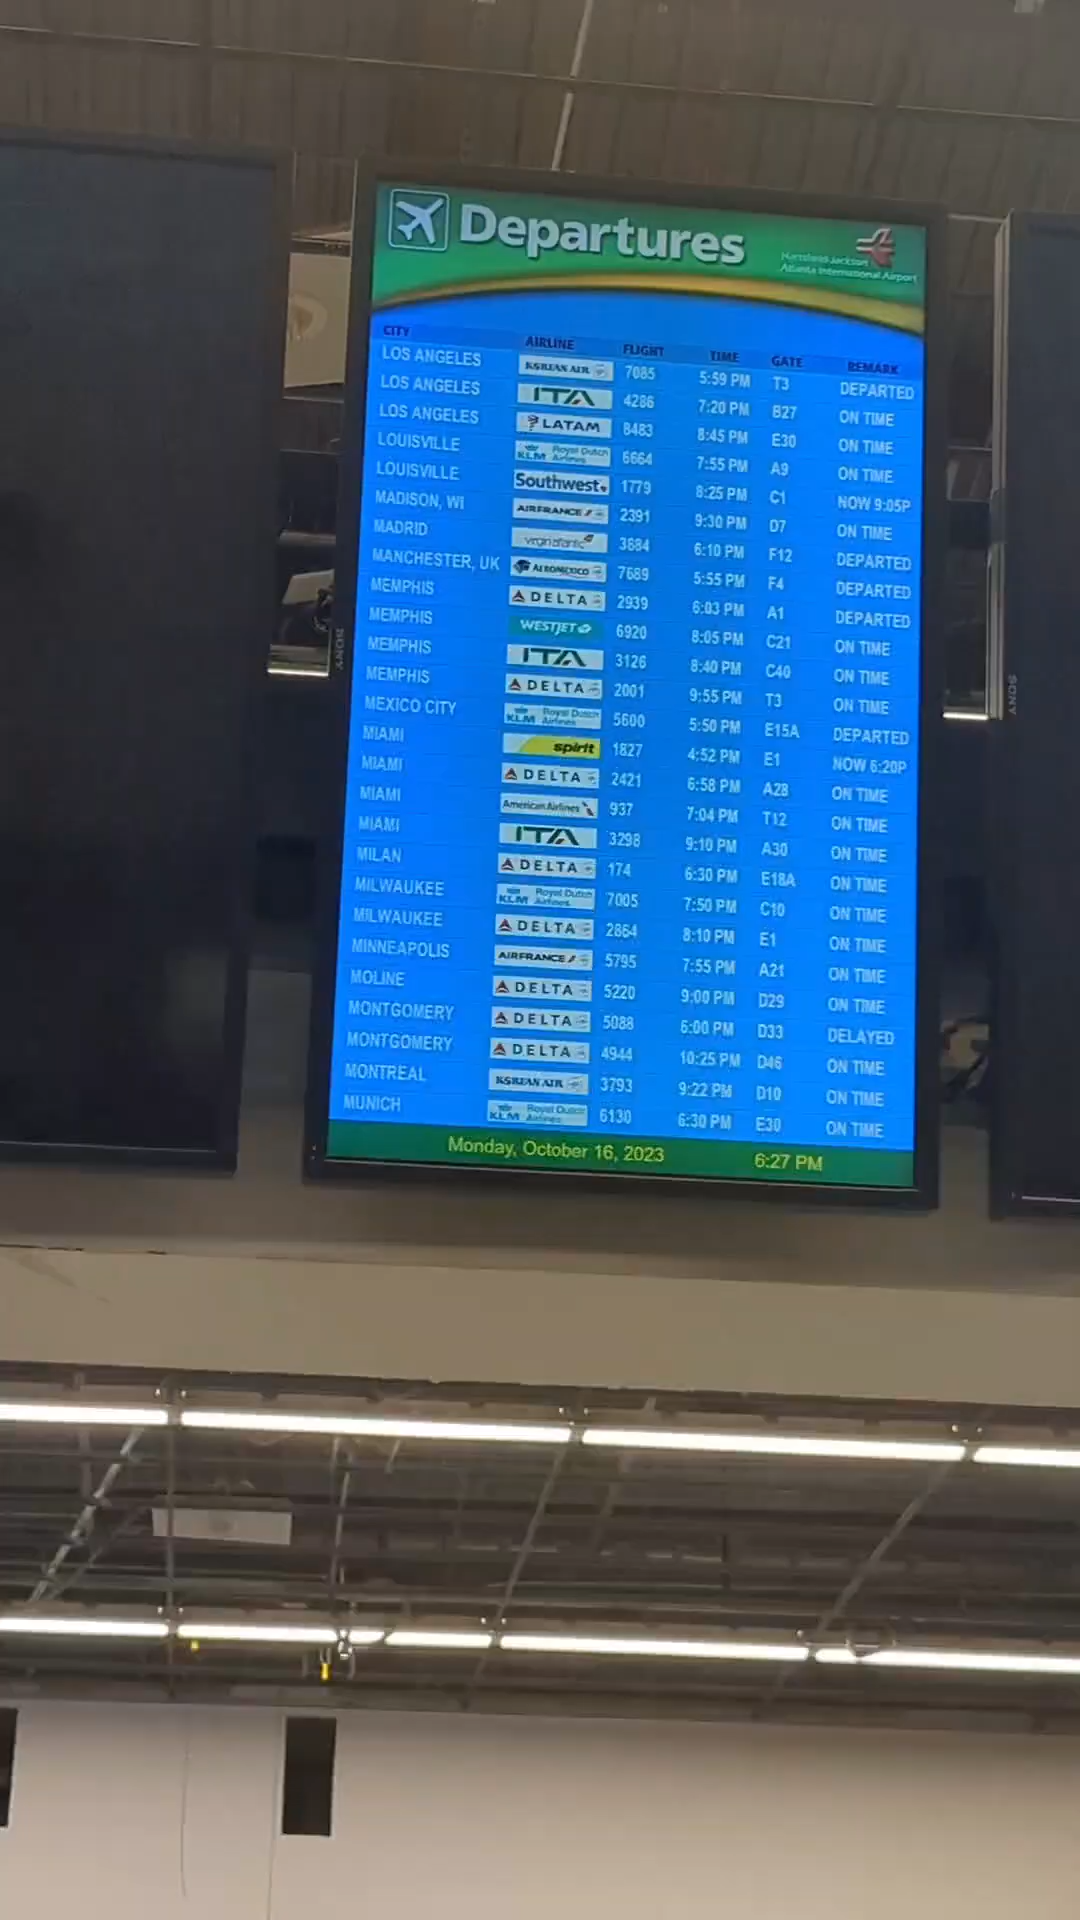 Departures
Hartsfield-Jackson
Atlanta International Airport
CITY AIRLINE FLIGHT TIME GATE REMARK
LOS ANGELES KOREAN AIR 7085 5:59 PM T3 DEPARTED
LOS ANGELES ITA 4286 7:20 PM B27 ON TIME
LOS ANGELES LATAM 8483 8:45 PM E30 ON TIME
LOUISVILLE KLM Royal Dutch Airlines 6664 7:55 PM A9 ON TIME
LOUISVILLE Southwest 1779 8:25 PM C1 NOW 9:05P
MADISON, WI AIRFRANCE 2391 9:30 PM D7 ON TIME
MADRID virgin atlantic 3684 6:10 PM F12 DEPARTED
MANCHESTER, UK AEROMEXICO 7689 5:55 PM F4 DEPARTED
MEMPHIS DELTA 2939 6:03 PM A1 DEPARTED
MEMPHIS WESTJET 6920 8:05 PM C21 ON TIME
MEMPHIS ITA 3126 8:40 PM C40 ON TIME
MEMPHIS DELTA 2001 9:55 PM T3 ON TIME
MEXICO CITY KLM Royal Dutch Airlines 5600 5:50 PM E15A DEPARTED
MIAMI spirit 1827 4:52 PM E1 NOW 6:20P
MIAMI DELTA 2421 6:58 PM A28 ON TIME
MIAMI American Airlines 937 7:04 PM T12 ON TIME
MIAMI ITA 3298 9:10 PM A30 ON TIME
MILAN DELTA 174 6:30 PM E18A ON TIME
MILWAUKEE KLM Royal Dutch Airlines 7005 7:50 PM C10 ON TIME
MILWAUKEE DELTA 2864 8:10 PM E1 ON TIME
MINNEAPOLIS AIRFRANCE 5795 7:55 PM A21 ON TIME
MOLINE DELTA 5220 9:00 PM D29 ON TIME
MONTGOMERY DELTA 5088 6:00 PM D33 DELAYED
MONTGOMERY DELTA 4944 10:25 PM D46 ON TIME
MONTREAL KOREAN AIR 3793 9:22 PM D10 ON TIME
MUNICH KLM Royal Dutch Airlines 6130 6:30 PM E30 ON TIME
Monday, October 16, 2023 6:27 PM
SONY
SONY